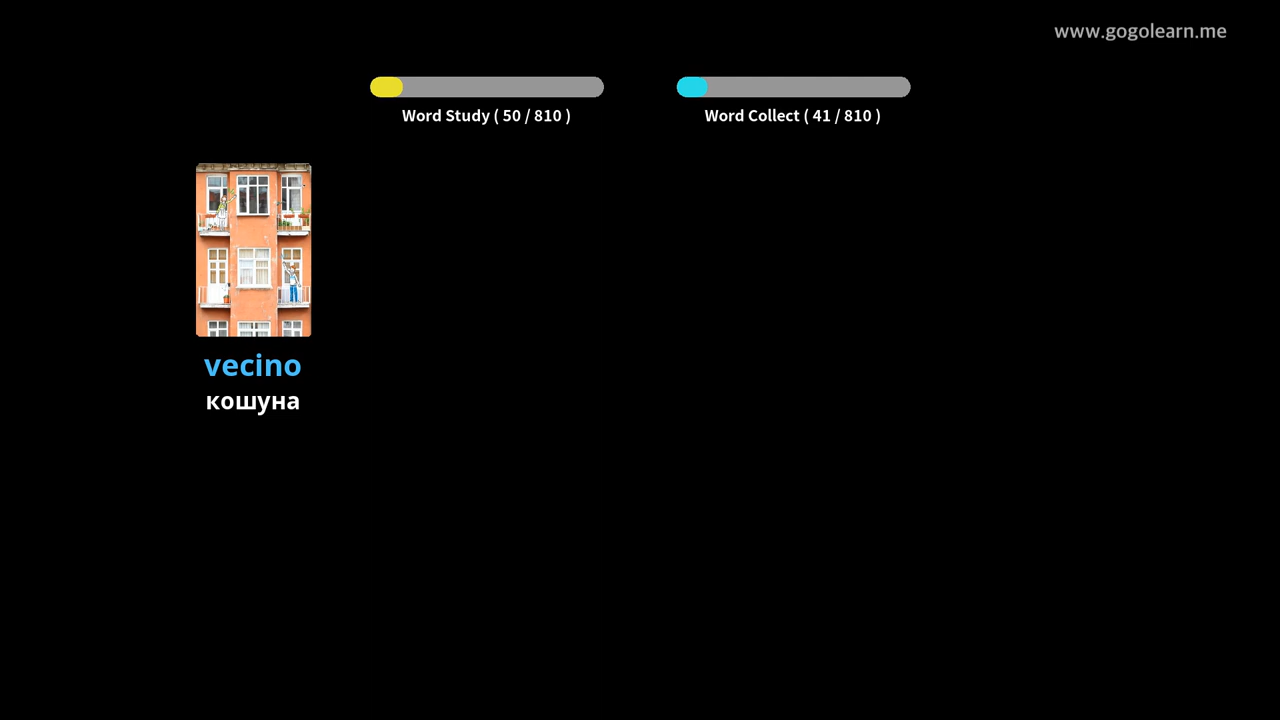 www.gogolearn.me
Word Study ( 50 / 810 )
Word Collect ( 41 / 810 )
vecino
кошуна